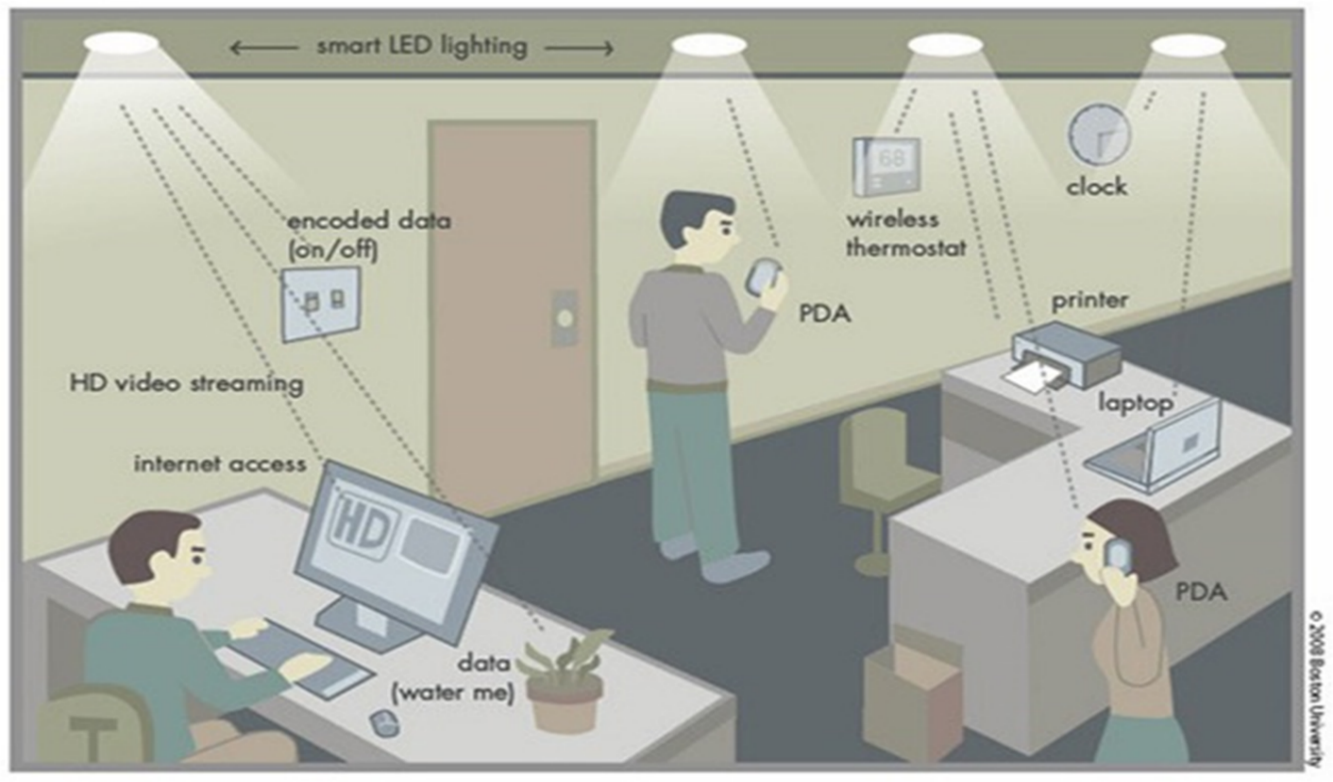 smart LED lighting
encoded data
(on/off)
68
clock
wireless
thermostat
PDA
printer
HD video streaming
laptop
internet access
HD
PDA
data
(water me)
© 2008 Boston University